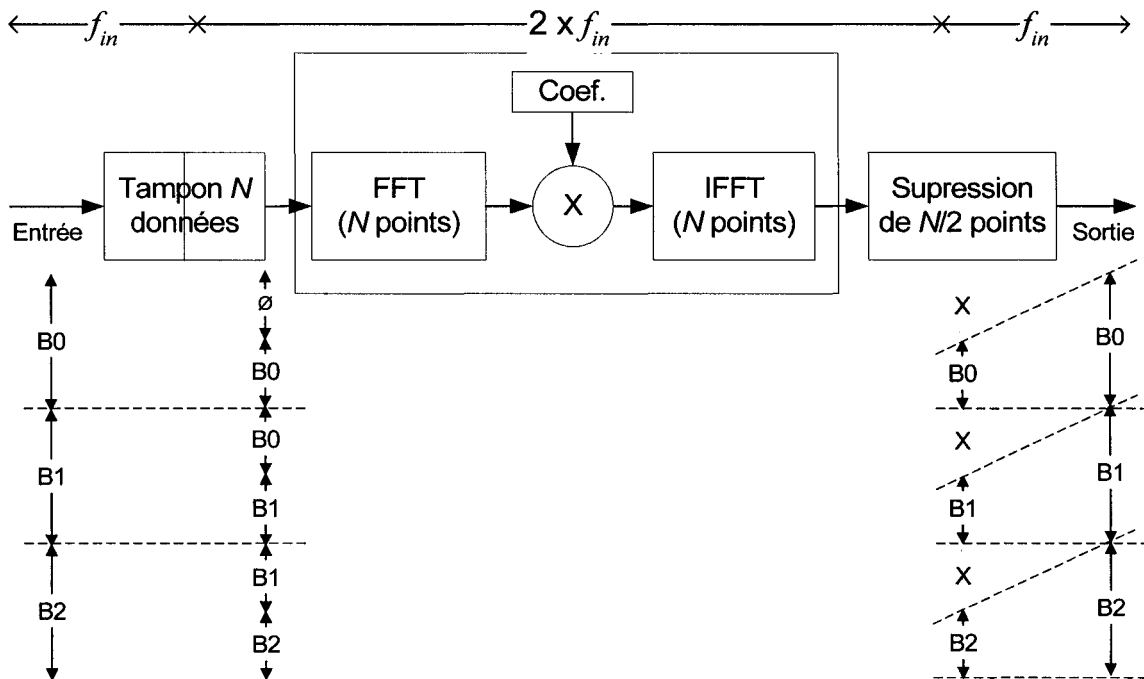 f_in 2 x f_in f_in
Coef.
Tampon N
données
FFT
(N points)
X
IFFT
(N points)
Supression
de N/2 points
Entrée
Sortie
B0
B1
B2
ø
B0
B0
B1
B1
B2
X
B0
X
B1
X
B2
B0
B1
B2